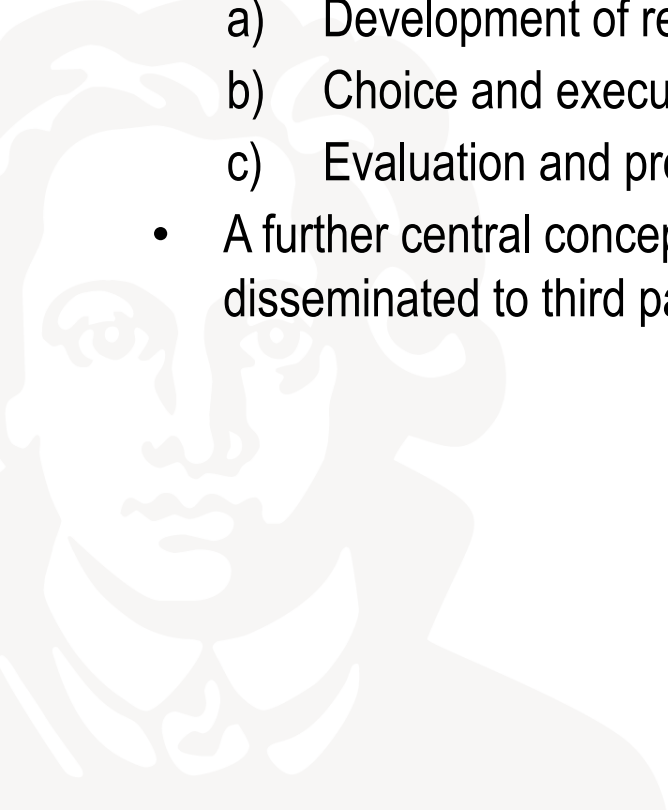 a) Development of re
b) Choice and execu
c) Evaluation and pr
• A further central concep
disseminated to third pa